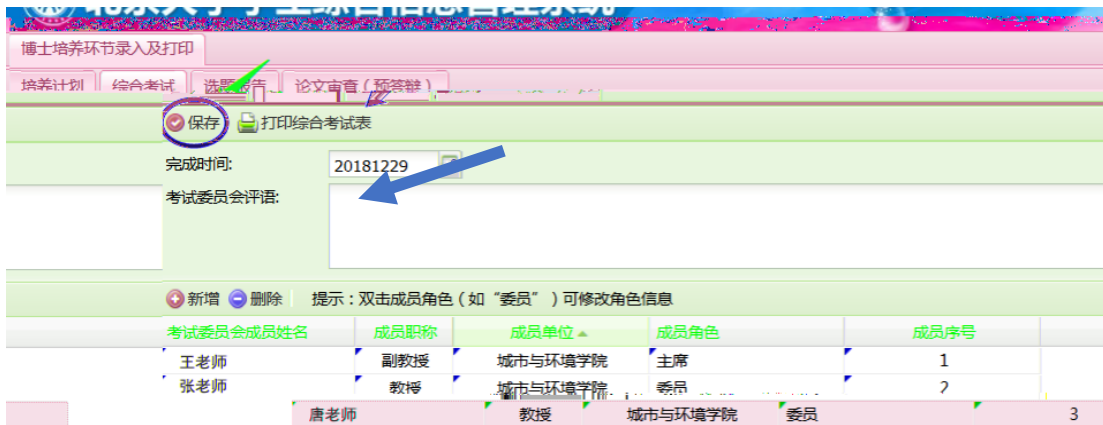 博士培养环节录入及打印
培养计划 综合考试 选题报告 论文审查（预答辩）
保存 打印综合考试表
完成时间: 20181229
考试委员会评语:
新增 删除 提示：双击成员角色（如“委员”）可修改角色信息
考试委员会成员姓名 成员职称 成员单位 成员角色 成员序号
王老师 副教授 城市与环境学院 主席 1
张老师 教授 城市与环境学院 委员 2
唐老师 教授 城市与环境学院 委员 3